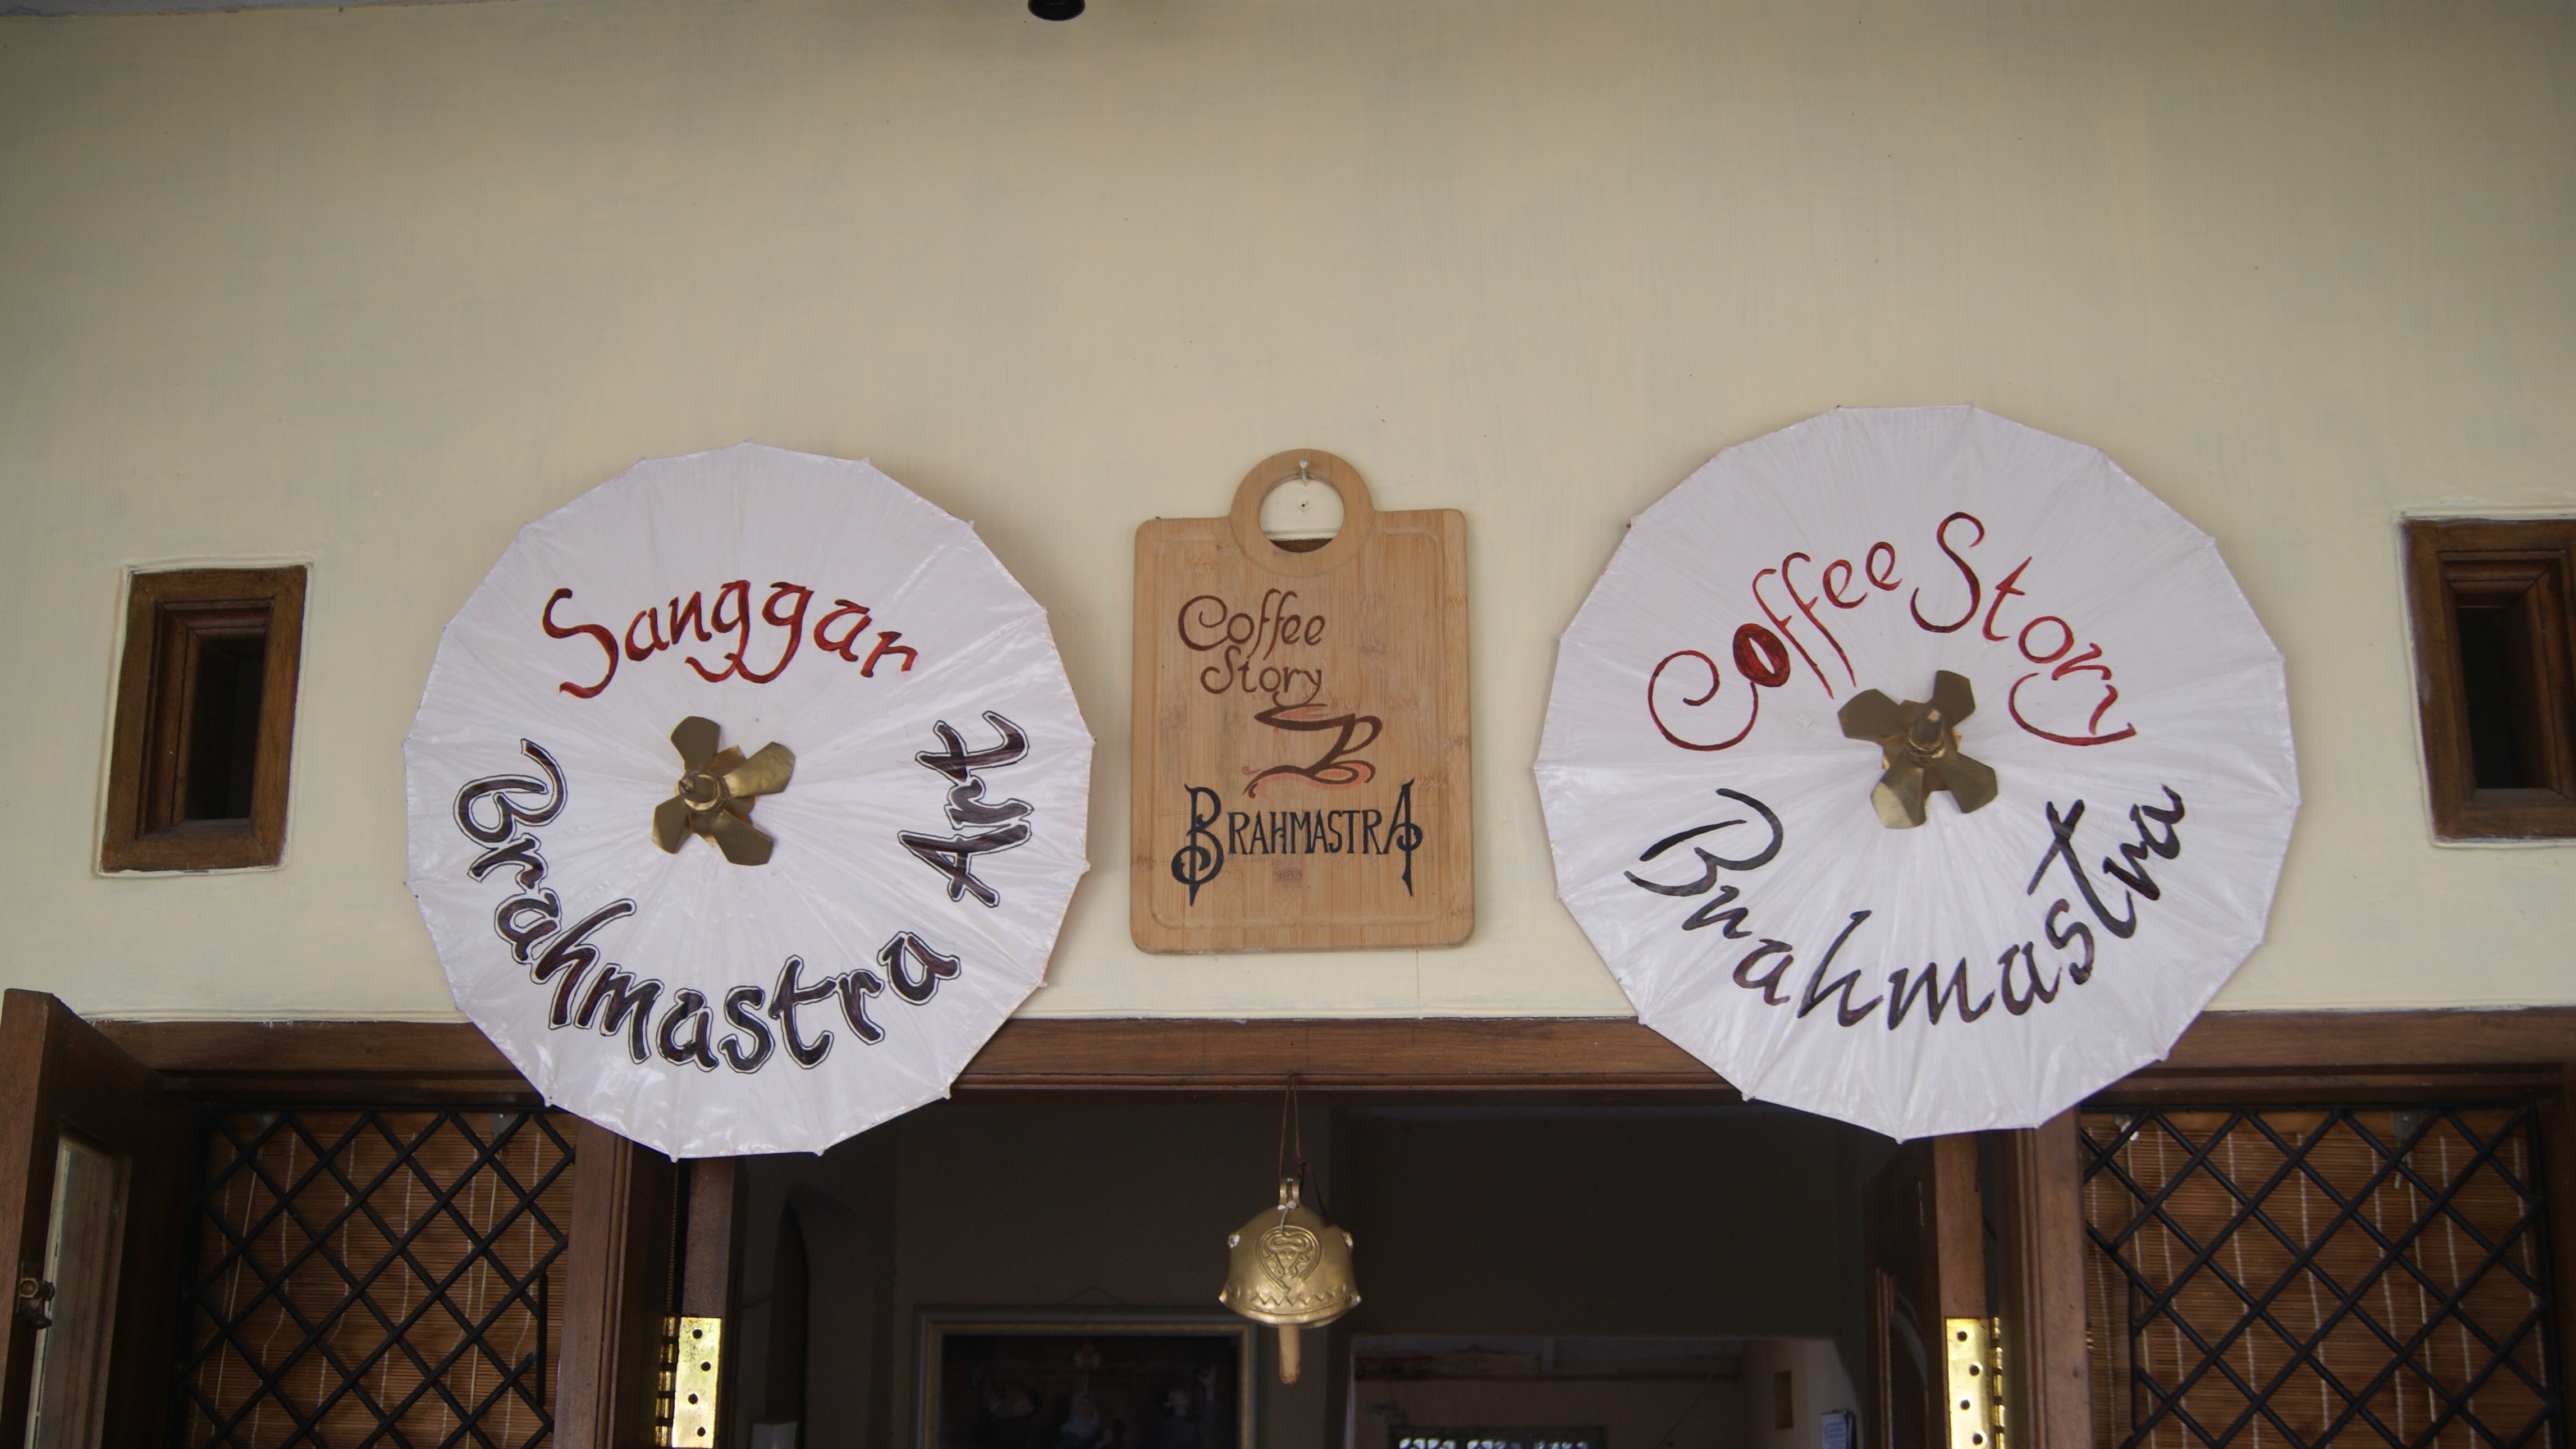 Sanggar
Brahmastra Art
Coffee
Story
BRAHMASTRA
Coffee Story
Brahmastra